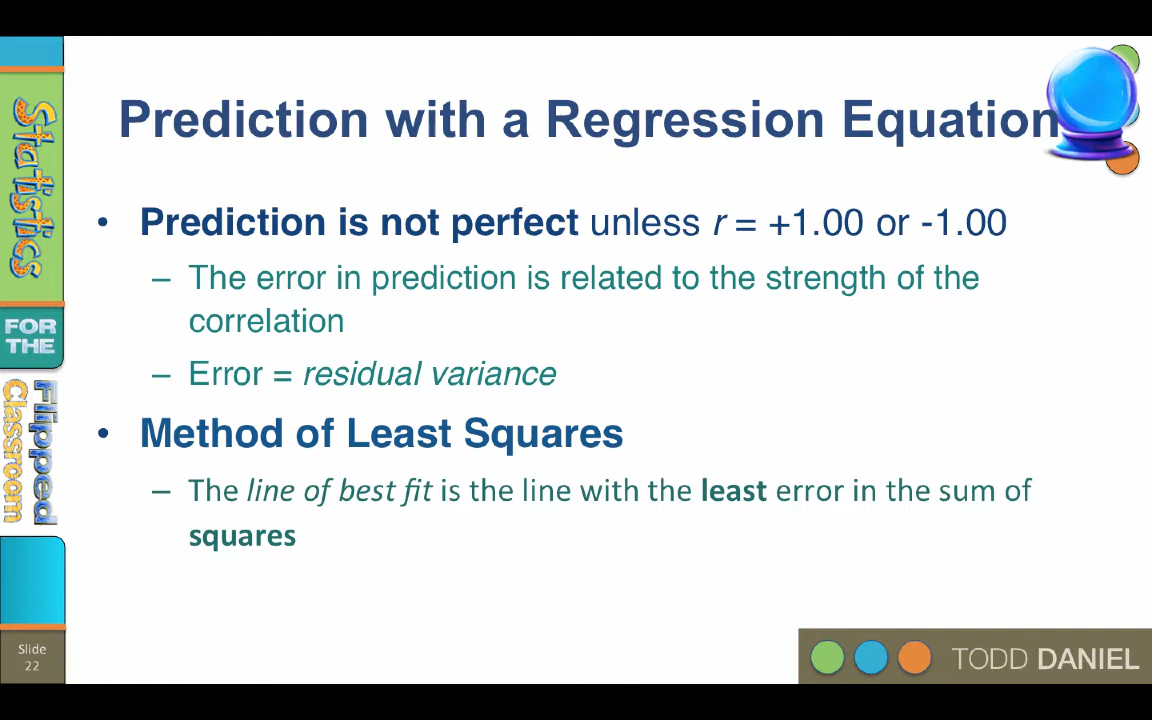 Statistics
FOR
THE
Flipped
Classroom
Slide
22
Prediction with a Regression Equation
• Prediction is not perfect unless r = +1.00 or -1.00
– The error in prediction is related to the strength of the
correlation
– Error = residual variance
• Method of Least Squares
– The line of best fit is the line with the least error in the sum of
squares
TODD DANIEL